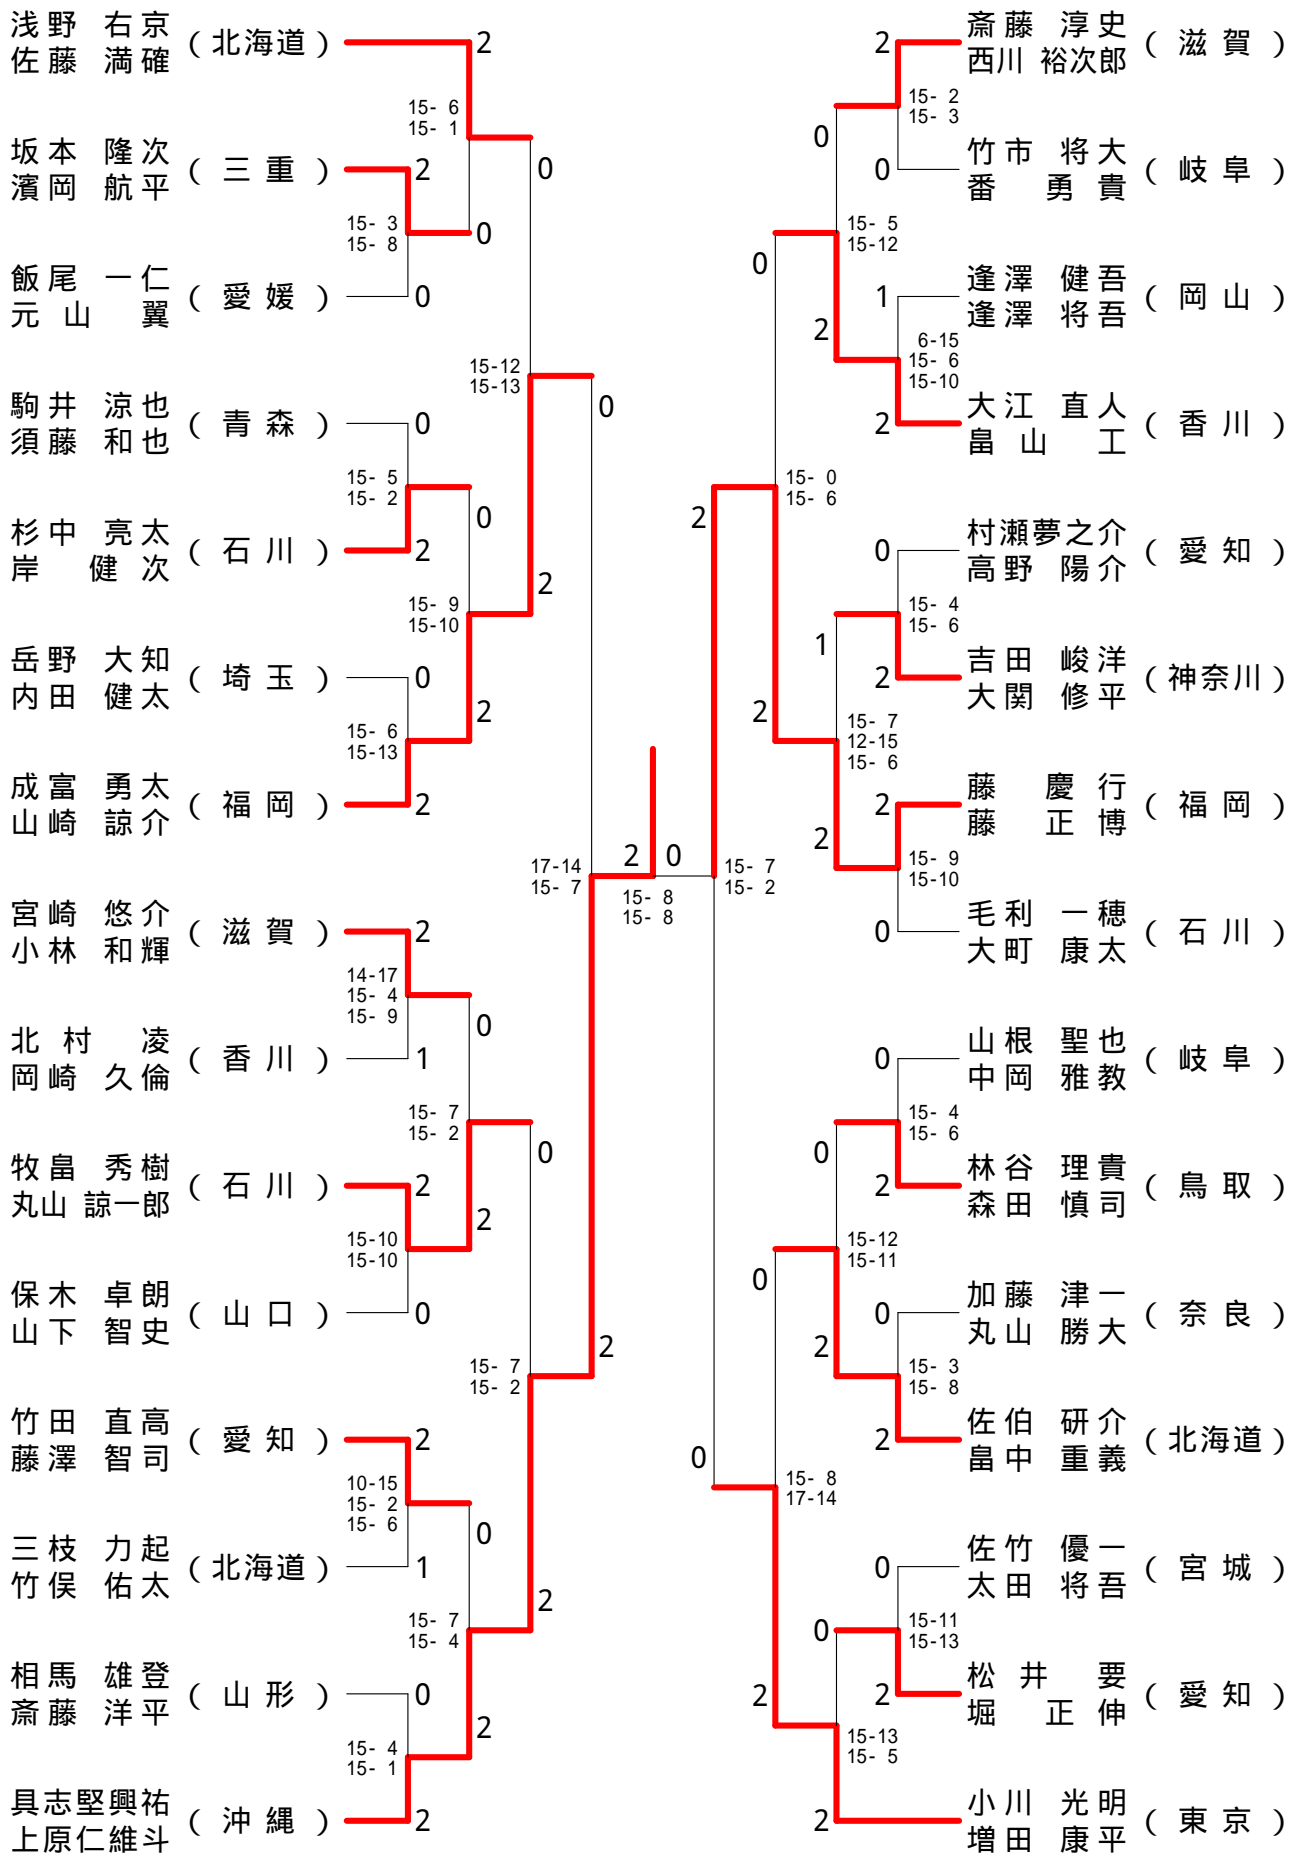 浅野 右京
佐藤 満確
(北海道)
2
15- 6
15- 1
坂本 隆次
濱岡 航平
(三重)
2
0
15- 3
15- 8
0
飯尾 一仁
元山 翼
(愛媛)
0
15-12
15-13
0
駒井 涼也
須藤 和也
(青森)
0
15- 5
15- 2
0
杉中 亮太
岸 健次
(石川)
2
2
15- 9
15-10
岳野 大知
内田 健太
(埼玉)
0
2
15- 6
15-13
成富 勇太
山崎 諒介
(福岡)
2
17-14
15- 7
2
0
15- 8
15- 8
宮崎 悠介
小林 和輝
(滋賀)
2
14-17
15- 4
15- 9
0
北村 凌
岡崎 久倫
(香川)
1
15- 7
15- 2
0
牧畠 秀樹
丸山 諒一郎
(石川)
2
2
15-10
15-10
保木 卓朗
山下 智史
(山口)
0
2
15- 7
15- 2
竹田 直高
藤澤 智司
(愛知)
2
10-15
15- 2
15- 6
0
三枝 力起
竹俣 佑太
(北海道)
1
2
15- 7
15- 4
相馬 雄登
斎藤 洋平
(山形)
0
2
15- 4
15- 1
具志堅興祐
上原仁維斗
(沖縄)
2
2
斎藤 淳史
西川 裕次郎
(滋賀)
15- 2
15- 3
0
0
竹市 将大
番 勇貴
(岐阜)
15- 5
15-12
0
1
逢澤 健吾
逢澤 将吾
(岡山)
2
6-15
15- 6
15-10
2
大江 直人
畠山 工
(香川)
15- 0
15- 6
2
0
村瀬夢之介
高野 陽介
(愛知)
15- 4
15- 6
1
2
吉田 峻洋
大関 修平
(神奈川)
2
15- 7
12-15
15- 6
2
藤 慶行
藤 正博
(福岡)
2
15- 9
15-10
15- 7
15- 2
0
毛利 一穂
大町 康太
(石川)
0
山根 聖也
中岡 雅教
(岐阜)
15- 4
15- 6
0
2
林谷 理貴
森田 慎司
(鳥取)
15-12
15-11
0
0
加藤 津一
丸山 勝大
(奈良)
2
15- 3
15- 8
2
佐伯 研介
畠中 重義
(北海道)
0
15- 8
17-14
0
佐竹 優一
太田 将吾
(宮城)
15-11
15-13
0
2
2
松井 要
堀 正伸
(愛知)
15-13
15- 5
2
小川 光明
増田 康平
(東京)